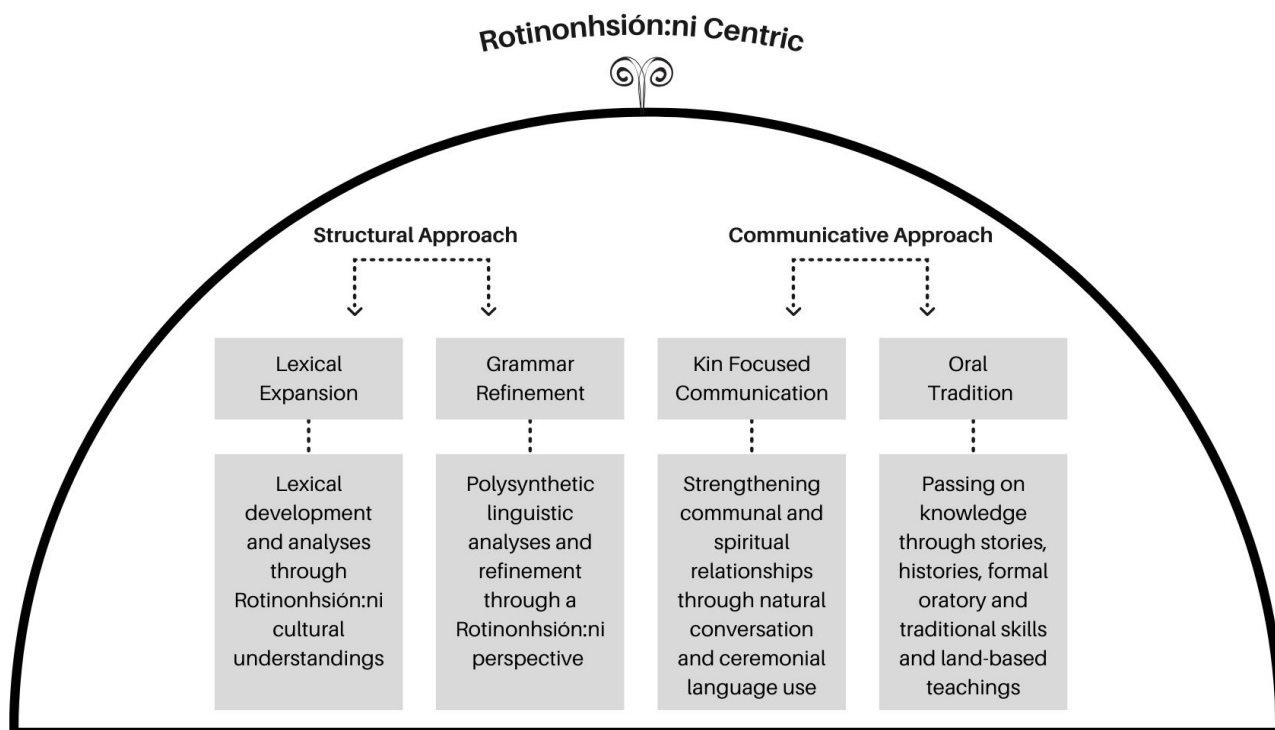 Rotinonhsión:ni Centric
Structural Approach
Lexical
Expansion
Lexical
development
and analyses
through
Rotinonhsión:ni
cultural
understandings
Grammar
Refinement
Polysynthetic
linguistic
analyses and
refinement
through a
Rotinonhsión:ni
perspective
Communicative Approach
Kin Focused
Communication
Strengthening
communal and
spiritual
relationships
through natural
conversation
and ceremonial
language use
Oral
Tradition
Passing on
knowledge
through stories,
histories, formal
oratory and
traditional skills
and land-based
teachings